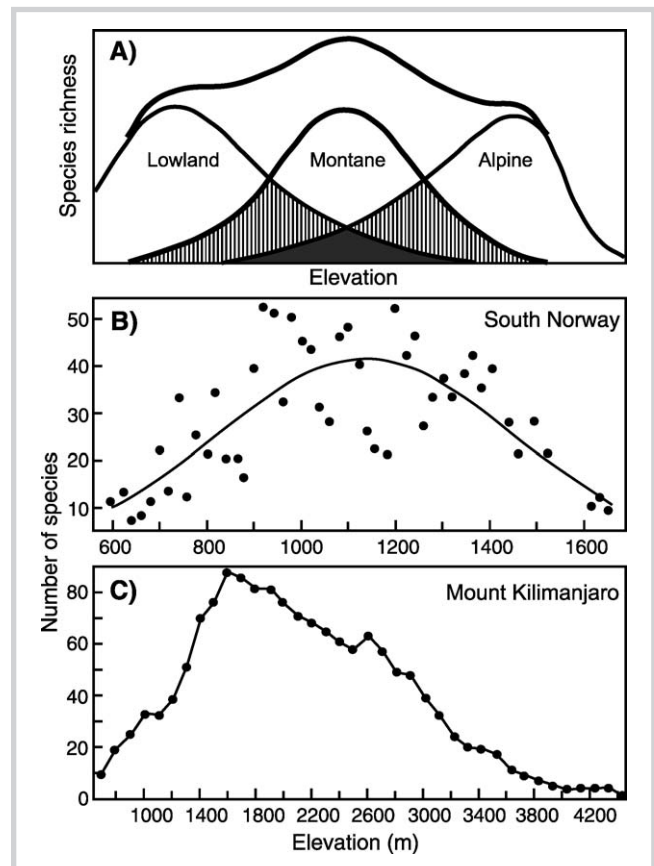 A)
Species richness
Lowland
Montane
Alpine
Elevation
B)
South Norway
50
40
30
20
10
600 800 1000 1200 1400 1600
Number of species
C)
Mount Kilimanjaro
80
60
40
20
0
1000 1400 1800 2200 2600 3000 3400 3800 4200
Elevation (m)